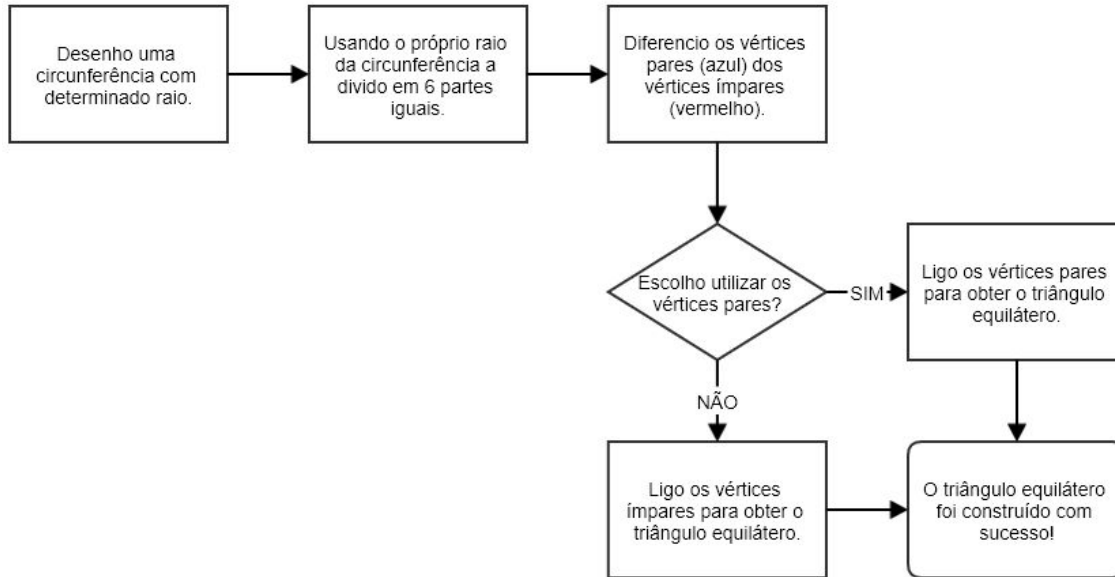 Desenho uma
circunferência com
determinado raio.
Usando o próprio raio
da circunferência a
divido em 6 partes
iguais.
Diferencio os vértices
pares (azul) dos
vértices ímpares
(vermelho).
Escolho utilizar os
vértices pares?
SIM
Ligo os vértices pares
para obter o triângulo
equilátero.
NÃO
Ligo os vértices
ímpares para obter o
triângulo equilátero.
O triângulo equilátero
foi construído com
sucesso!